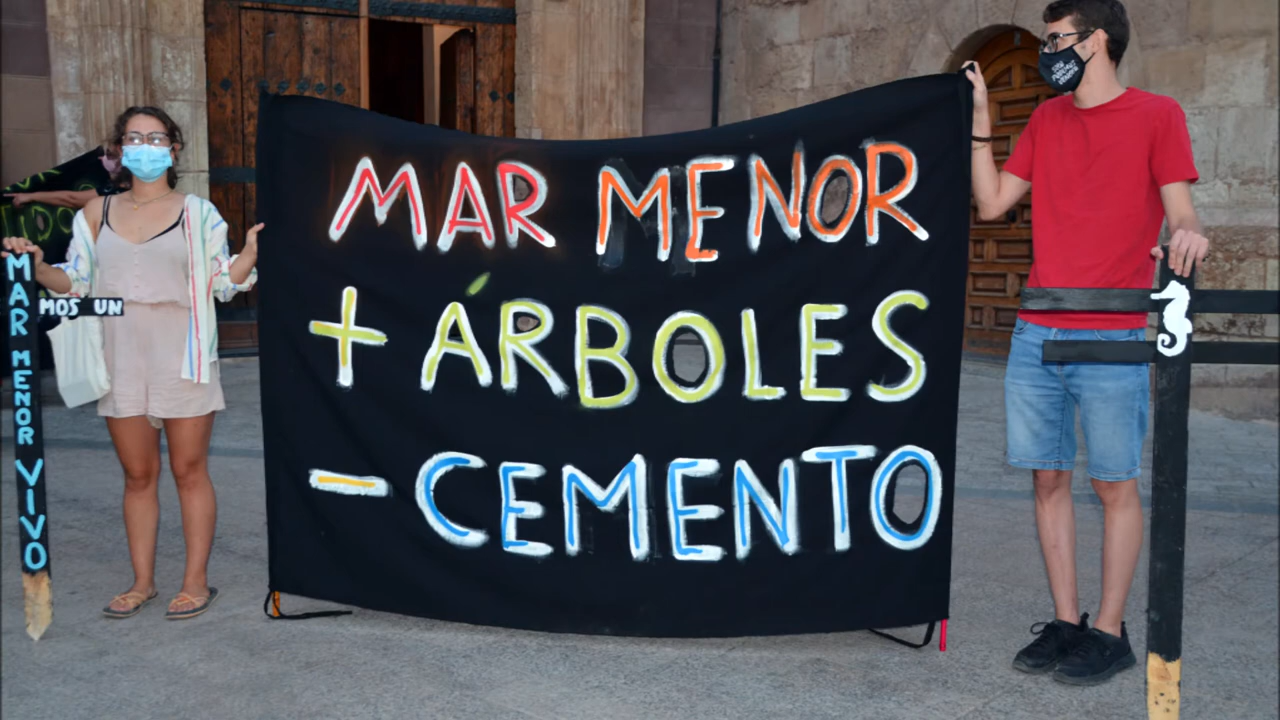 MAR MENOR
+ ÁRBOLES
- CEMENTO
MAR MENOR VIVO
MOS UN